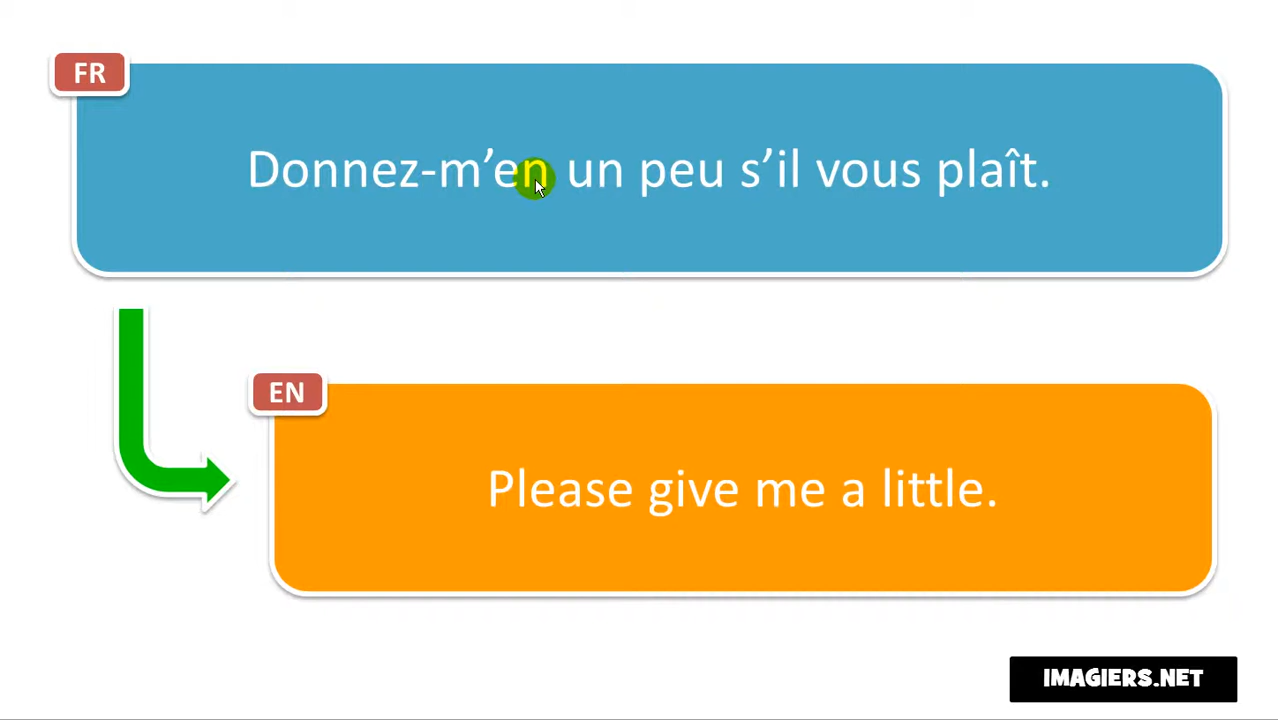 FR
Donnez-m’en un peu s’il vous plaît.
EN
Please give me a little.
IMAGIERS.NET